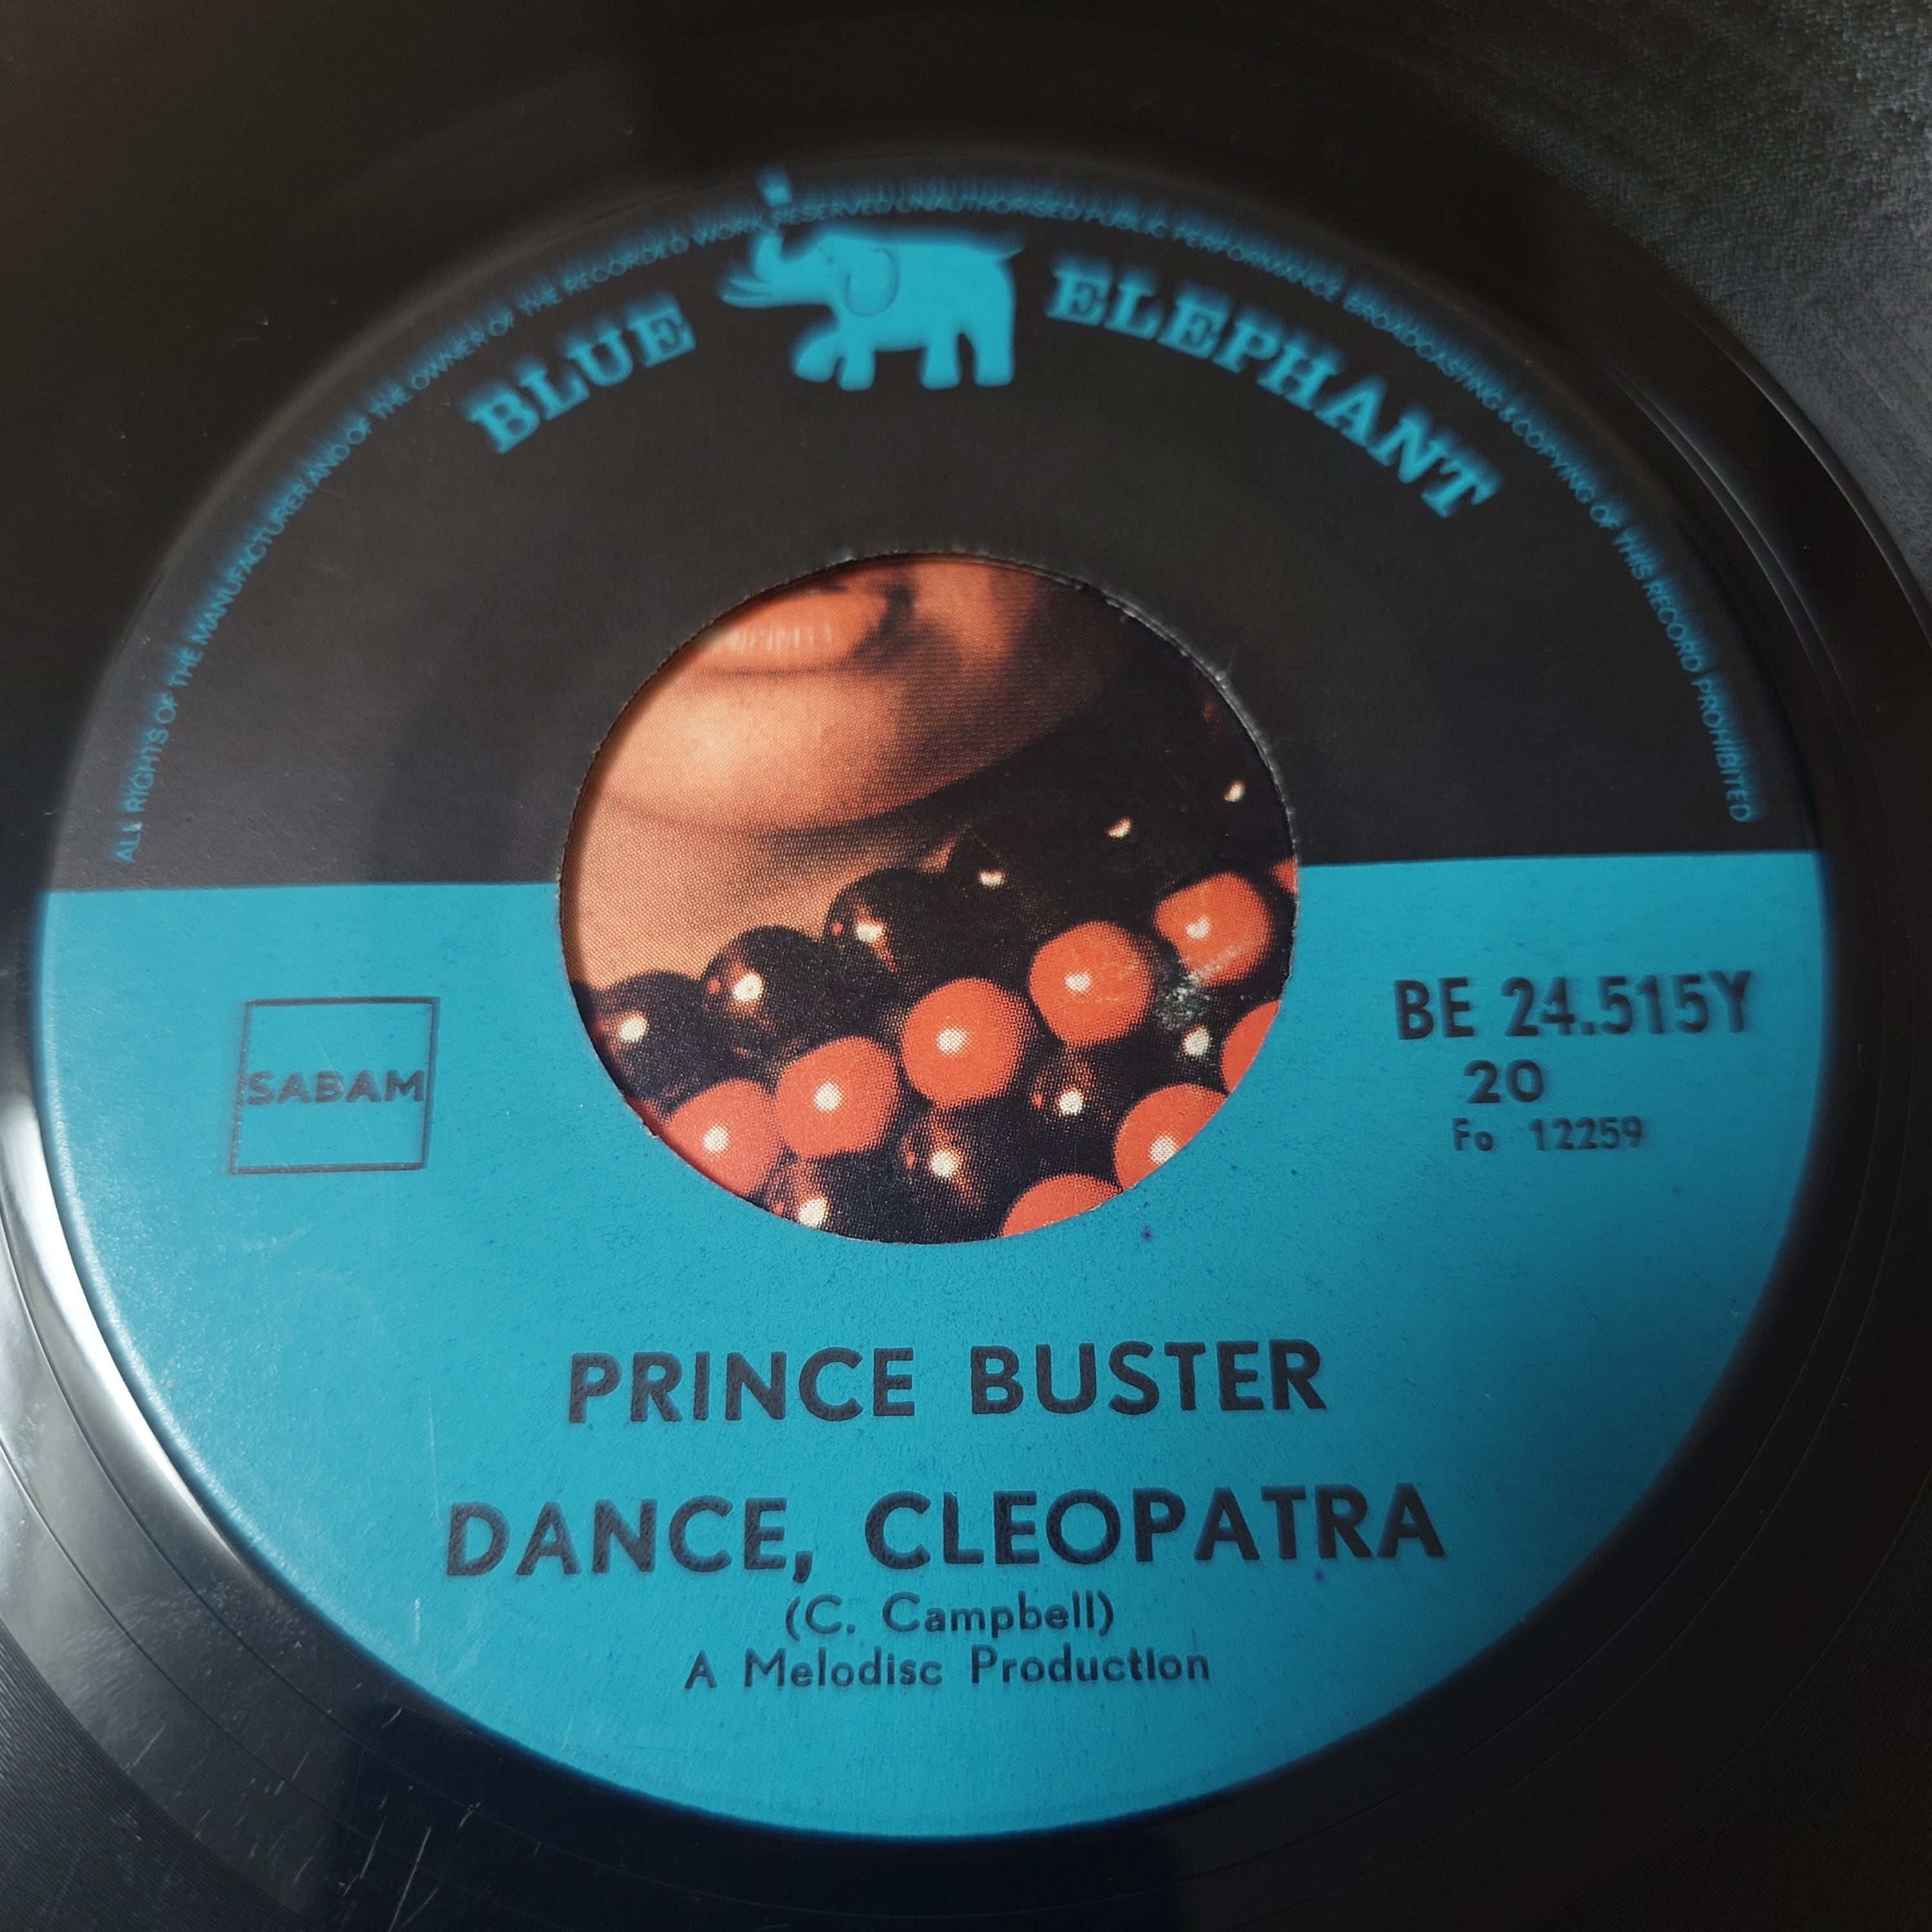 ALL RIGHTS OF THE MANUFACTURER AND OF THE OWNER OF THE RECORDED WORK RESERVED UNAUTHORISED PUBLIC PERFORMANCE BROADCASTING & COPYING OF THIS RECORD PROHIBITED
BLUE ELEPHANT
SABAM
BE 24.515Y
20
Fo 12259
PRINCE BUSTER
DANCE, CLEOPATRA
(C. Campbell)
A Melodisc Production